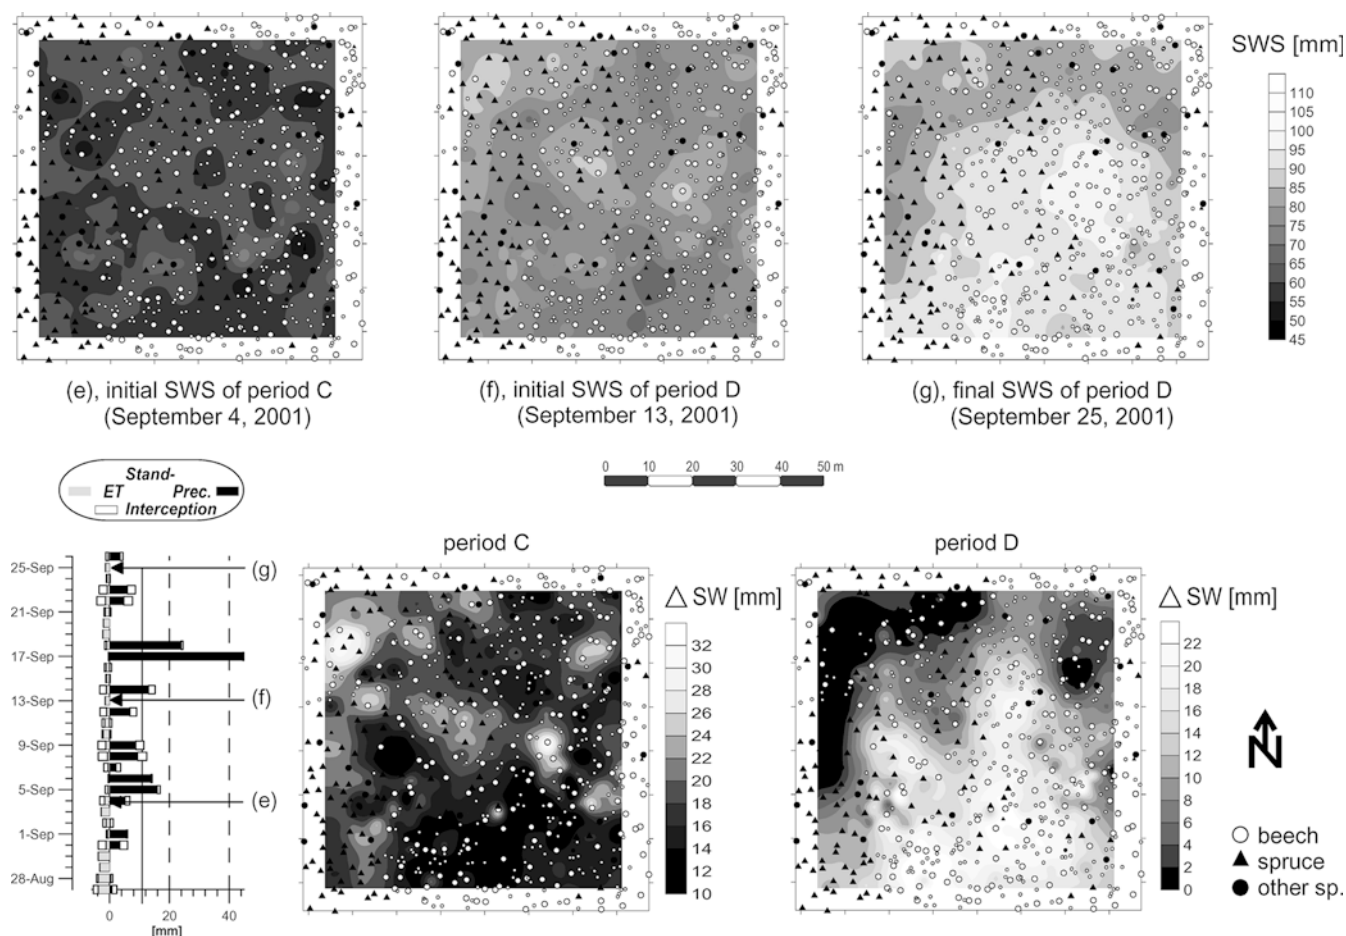 SWS [mm]
110
105
100
95
90
85
80
75
70
65
60
55
50
45
(e), initial SWS of period C
(September 4, 2001)
(f), initial SWS of period D
(September 13, 2001)
(g), final SWS of period D
(September 25, 2001)
Stand-
ET Prec.
Interception
0 10 20 30 40 50 m
25-Sep
21-Sep
17-Sep
13-Sep
9-Sep
5-Sep
1-Sep
28-Aug
0 20 40
[mm]
(g)
(f)
(e)
period C
△ SW [mm]
32
30
28
26
24
22
20
18
16
14
10
period D
△ SW [mm]
22
20
18
16
14
12
10
8
6
4
2
0
N
beech
spruce
other sp.